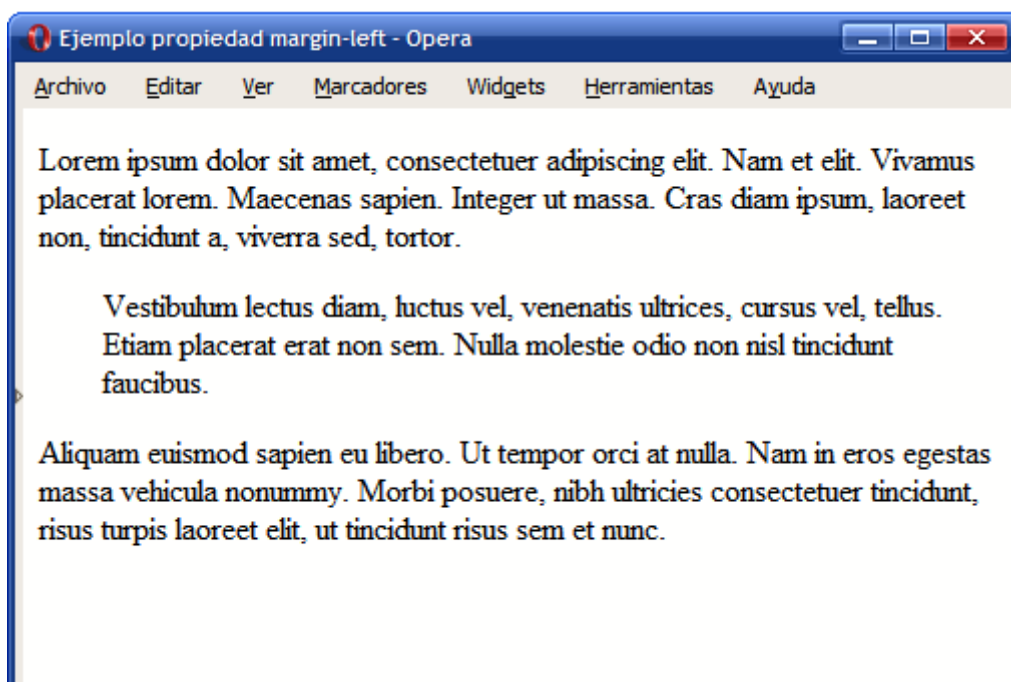 Ejemplo propiedad margin-left - Opera
Archivo Editar Ver Marcadores Widgets Herramientas Ayuda
Lorem ipsum dolor sit amet, consectetuer adipiscing elit. Nam et elit. Vivamus
placerat lorem. Maecenas sapien. Integer ut massa. Cras diam ipsum, laoreet
non, tincidunt a, viverra sed, tortor.
Vestibulum lectus diam, luctus vel, venenatis ultrices, cursus vel, tellus.
Etiam placerat erat non sem. Nulla molestie odio non nisl tincidunt
faucibus.
Aliquam euismod sapien eu libero. Ut tempor orci at nulla. Nam in eros egestas
massa vehicula nonummy. Morbi posuere, nibh ultricies consectetuer tincidunt,
risus turpis laoreet elit, ut tincidunt risus sem et nunc.